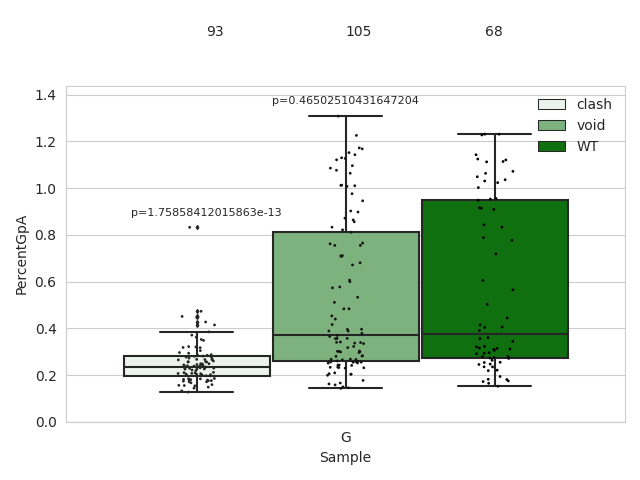 93 105 68
p=0.46502510431647204
p=1.75858412015863e-13
clash
void
WT
1.4
1.2
1.0
0.8
0.6
0.4
0.2
0.0
PercentGpA
G
Sample